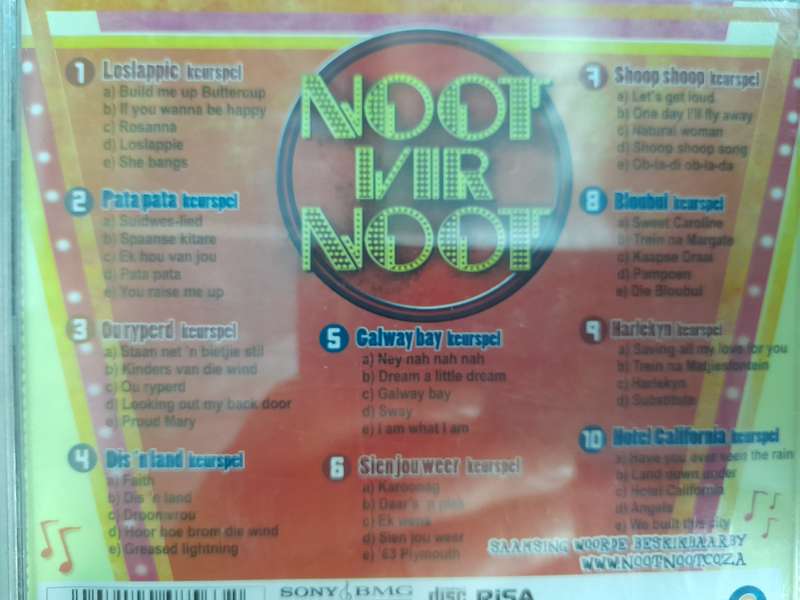 1 Loslappie keurspel
a) Build me up Buttercup
b) If you wanna be happy
c) Rosanna
d) Loslappie
e) She bangs
2 Pata pata keurspel
a) Suidwes-lied
b) Spaanse kitare
c) Ek hou van jou
d) Pata pata
e) You raise me up
3 Ou ryperd keurspel
a) Staan net 'n bietjie stil
b) Kinders van die wind
c) Ou ryperd
d) Looking out my back door
e) Proud Mary
4 Dis 'n land keurspel
a) Faith
b) Dis 'n land
c) Droomvrou
d) Hoor hoe brom die wind
e) Greased lightning
NOOT
VIR
NOOT
5 Galway bay keurspel
a) Ney nah nah nah
b) Dream a little dream
c) Galway bay
d) Sway
e) I am what I am
6 Sien jou weer keurspel
a) Karoonag
b) Daar's 'n plek
c) Ek wens
d) Sien jou weer
e) '63 Plymouth
7 Shoop shoop keurspel
a) Let's get loud
b) One day I'll fly away
c) Natural woman
d) Shoop shoop song
e) Ob-la-di ob-la-da
8 Bloubul keurspel
a) Sweet Caroline
b) Trein na Margate
c) Kaapse Draai
d) Pampoen
e) Die Bloubul
9 Harlekyn keurspel
a) Saving all my love for you
b) Trein na Matjiesfontein
c) Harlekyn
d) Substitute
10 Hotel California keurspel
a) Have you ever seen the rain
b) Land down under
c) Hotel California
d) Angels
e) We built this city
SAAMSING WOORDE BESKIKBAAR BY
WWW.NOOTNOOT.CO.ZA
SONY BMG disc RiSA